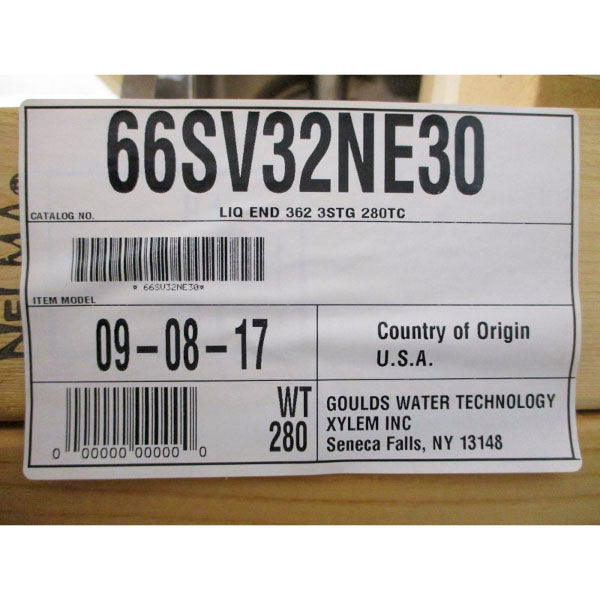 66SV32NE30
CATALOG NO.
LIQ END 362 3STG 280TC
* 66SV32NE30*
ITEM MODEL
09-08-17
Country of Origin
U.S.A.
WT
280
0 00000 00000 0
GOULDS WATER TECHNOLOGY
XYLEM INC
Seneca Falls, NY 13148